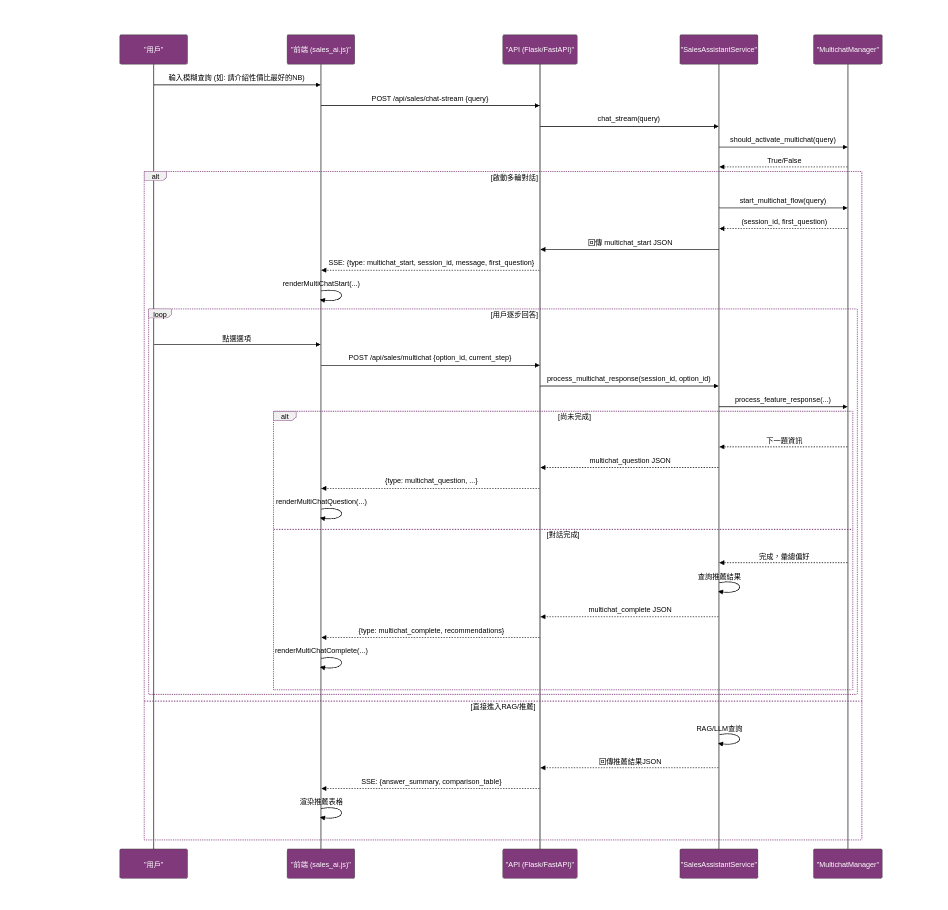 "用戶"
"前端 (sales_ai.js)"
"API (Flask/FastAPI)"
"SalesAssistantService"
"MultichatManager"
輸入模糊查詢 (如: 請介紹性價比最好的NB)
POST /api/sales/chat-stream {query}
chat_stream(query)
should_activate_multichat(query)
True/False
alt
[啟動多輪對話]
start_multichat_flow(query)
(session_id, first_question)
回傳 multichat_start JSON
SSE: {type: multichat_start, session_id, message, first_question}
renderMultiChatStart(...)
loop
[用戶逐步回答]
點選選項
POST /api/sales/multichat {option_id, current_step}
process_multichat_response(session_id, option_id)
process_feature_response(...)
alt
[尚未完成]
下一題資訊
multichat_question JSON
{type: multichat_question, ...}
renderMultiChatQuestion(...)
[對話完成]
完成，彙總偏好
查詢推薦結果
multichat_complete JSON
{type: multichat_complete, recommendations}
renderMultiChatComplete(...)
[直接進入RAG/推薦]
RAG/LLM查詢
回傳推薦結果JSON
SSE: {answer_summary, comparison_table}
渲染推薦表格
"用戶"
"前端 (sales_ai.js)"
"API (Flask/FastAPI)"
"SalesAssistantService"
"MultichatManager"